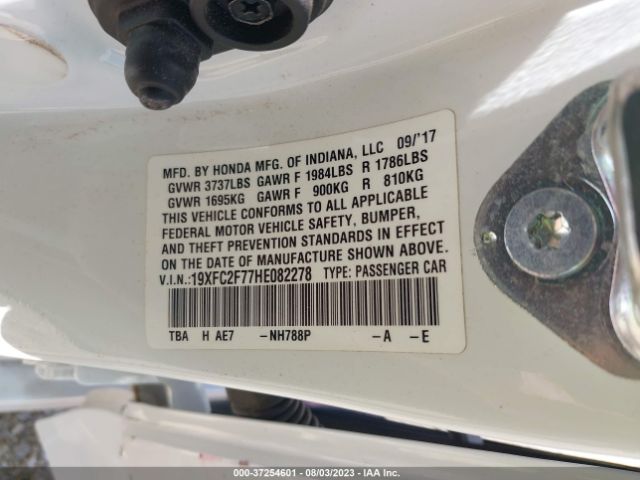 MFD. BY HONDA MFG. OF INDIANA, LLC 09/'17
GVWR 3737LBS GAWR F 1984LBS R 1786LBS
GVWR 1695KG GAWR F 900KG R 810KG
THIS VEHICLE CONFORMS TO ALL APPLICABLE
FEDERAL MOTOR VEHICLE SAFETY, BUMPER,
AND THEFT PREVENTION STANDARDS IN EFFECT
ON THE DATE OF MANUFACTURE SHOWN ABOVE.
V.I.N.:19XFC2F77HE082278 TYPE: PASSENGER CAR
TBA H AE7 -NH788P -A -E
000-37254601 - 08/03/2023 - IAA Inc.